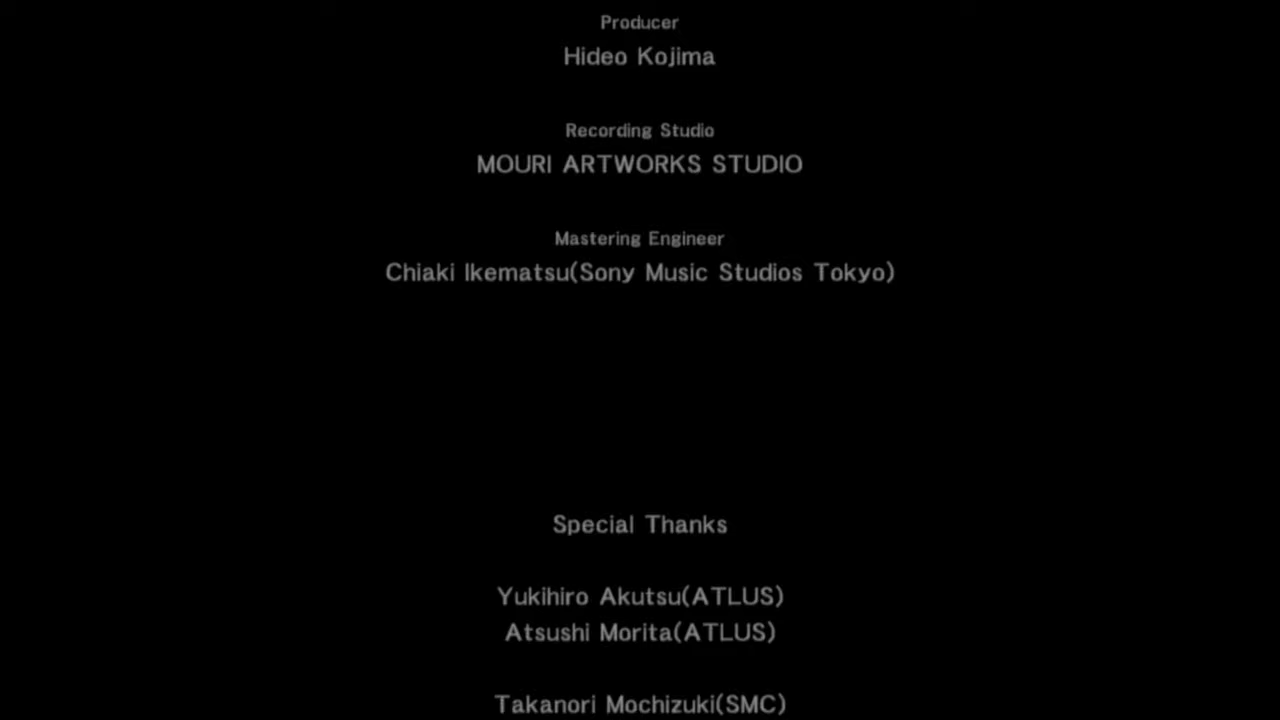 Producer
Hideo Kojima
Recording Studio
MOURI ARTWORKS STUDIO
Mastering Engineer
Chiaki Ikematsu(Sony Music Studios Tokyo)
Special Thanks
Yukihiro Akutsu(ATLUS)
Atsushi Morita(ATLUS)
Takanori Mochizuki(SMC)